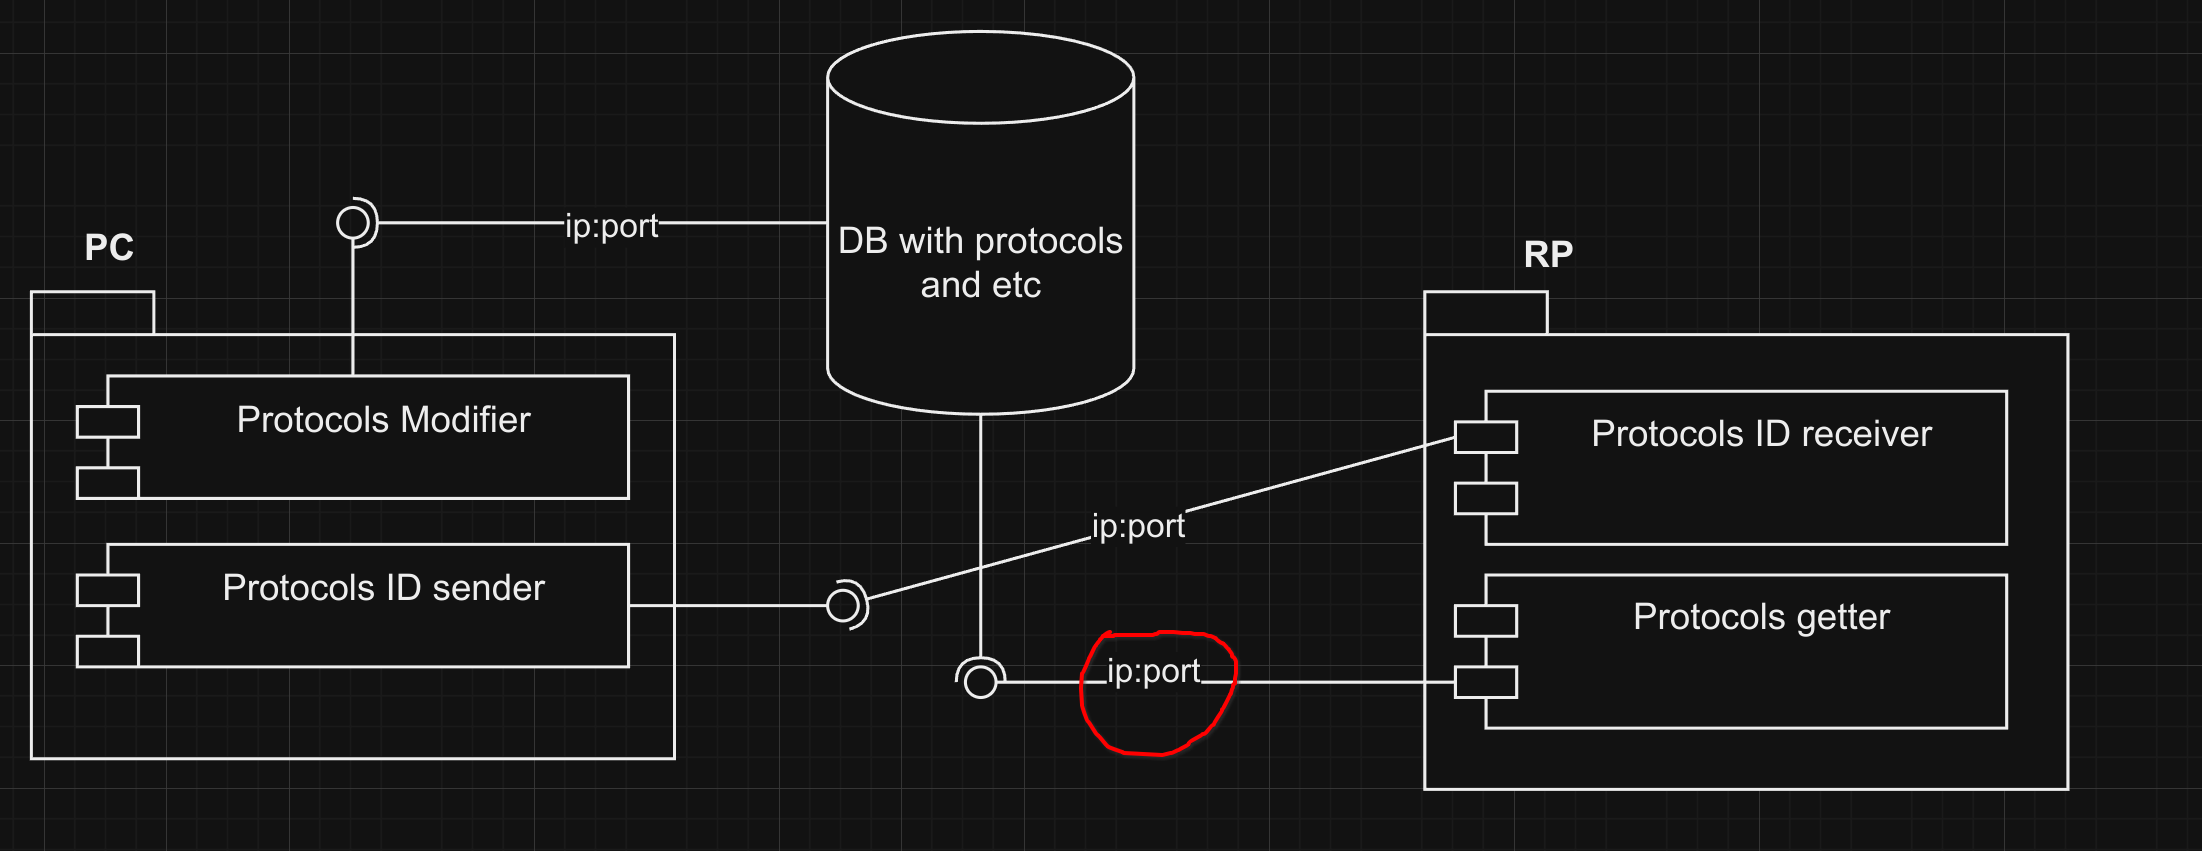 PC
ip:port
DB with protocols
and etc
RP
Protocols Modifier
Protocols ID sender
ip:port
ip:port
Protocols ID receiver
Protocols getter